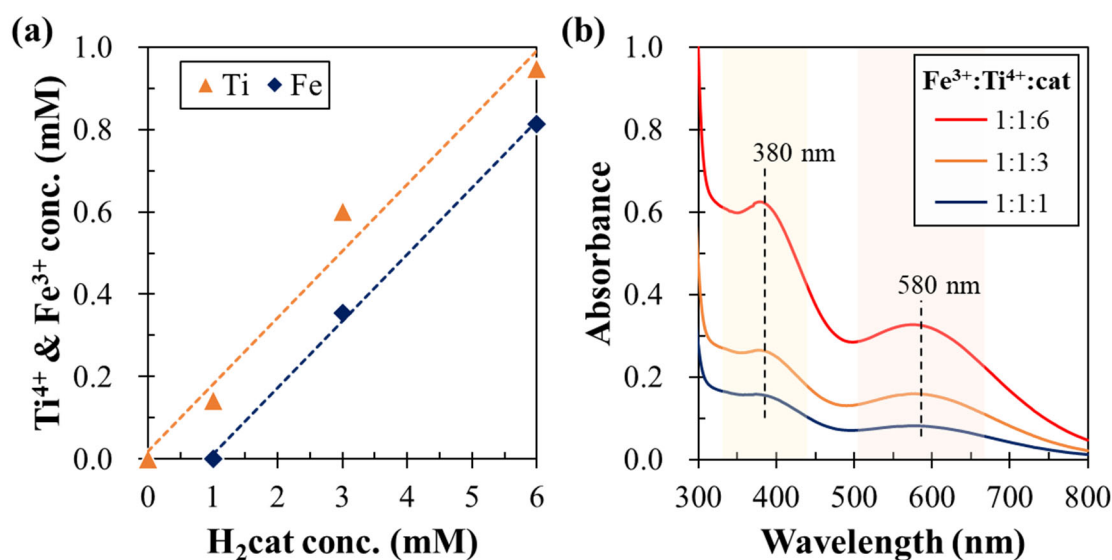 (a)
Ti⁴⁺ & Fe³⁺ conc. (mM)
1.0
0.8
0.6
0.4
0.2
0.0
Ti
Fe
0
1
3
6
H₂cat conc. (mM)
(b)
Absorbance
1.0
0.8
0.6
0.4
0.2
0.0
380 nm
580 nm
Fe³⁺:Ti⁴⁺:cat
1:1:6
1:1:3
1:1:1
300 400 500 600 700 800
Wavelength (nm)